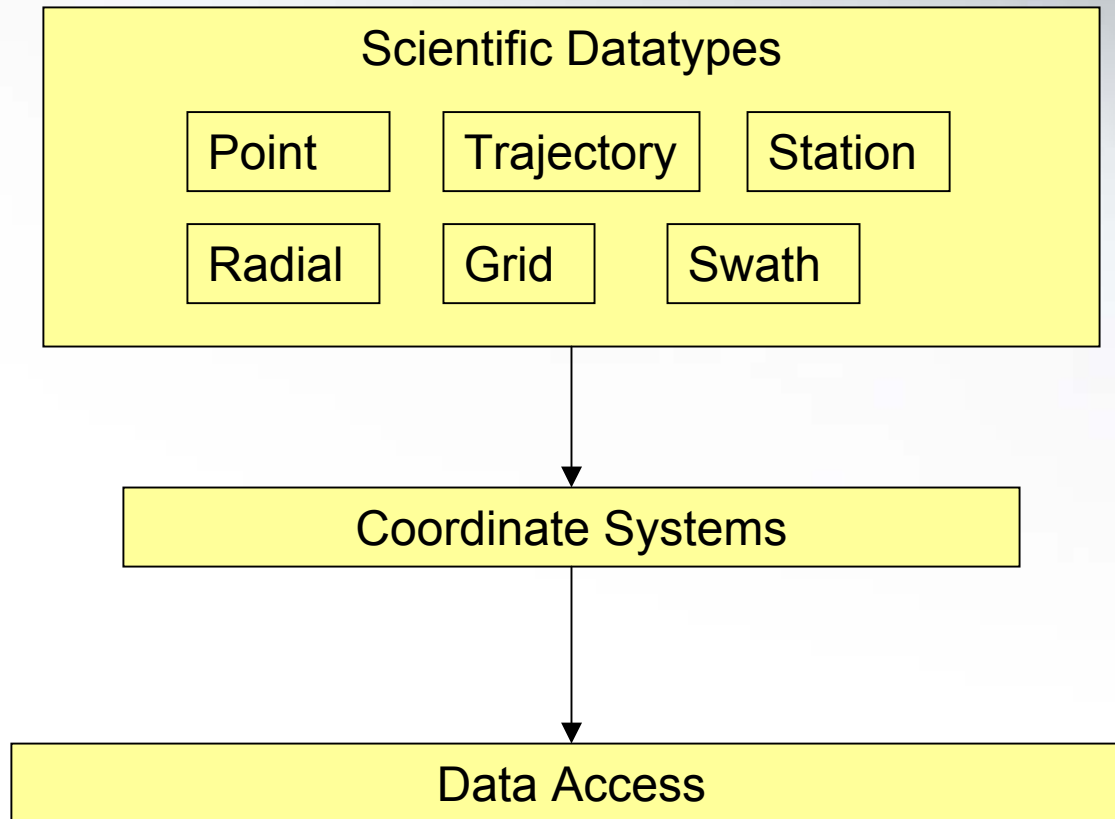 Scientific Datatypes
Point Trajectory Station
Radial Grid Swath
Coordinate Systems
Data Access